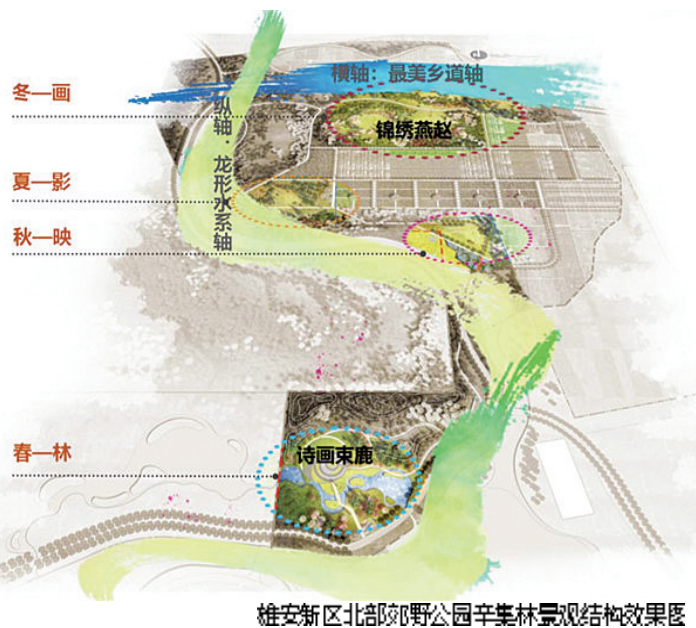 横轴：最美乡道轴
冬—画
锦绣燕赵
纵轴：龙形水系轴
夏—影
秋—映
春—林
诗画束鹿
雄安新区北部郊野公园辛集林景观结构效果图